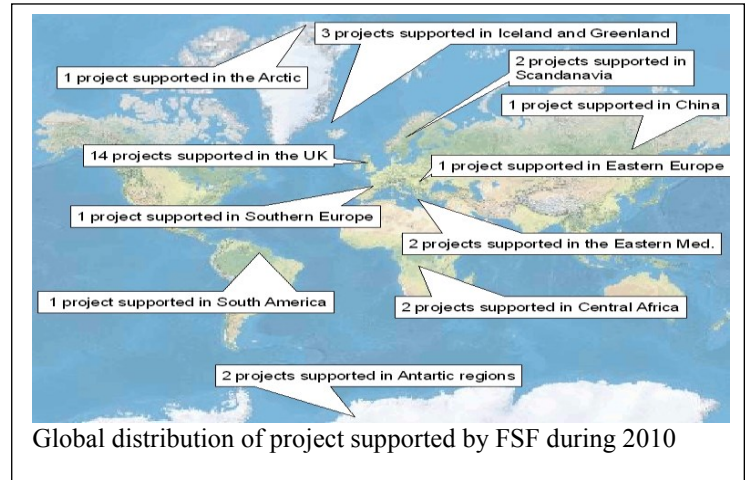 3 projects supported in Iceland and Greenland
1 project supported in the Arctic
2 projects supported in
Scandanavia
1 project supported in China
14 projects supported in the UK
1 project supported in Eastern Europe
1 project supported in Southern Europe
2 projects supported in the Eastern Med.
1 project supported in South America
2 projects supported in Central Africa
2 projects supported in Antartic regions
Global distribution of project supported by FSF during 2010